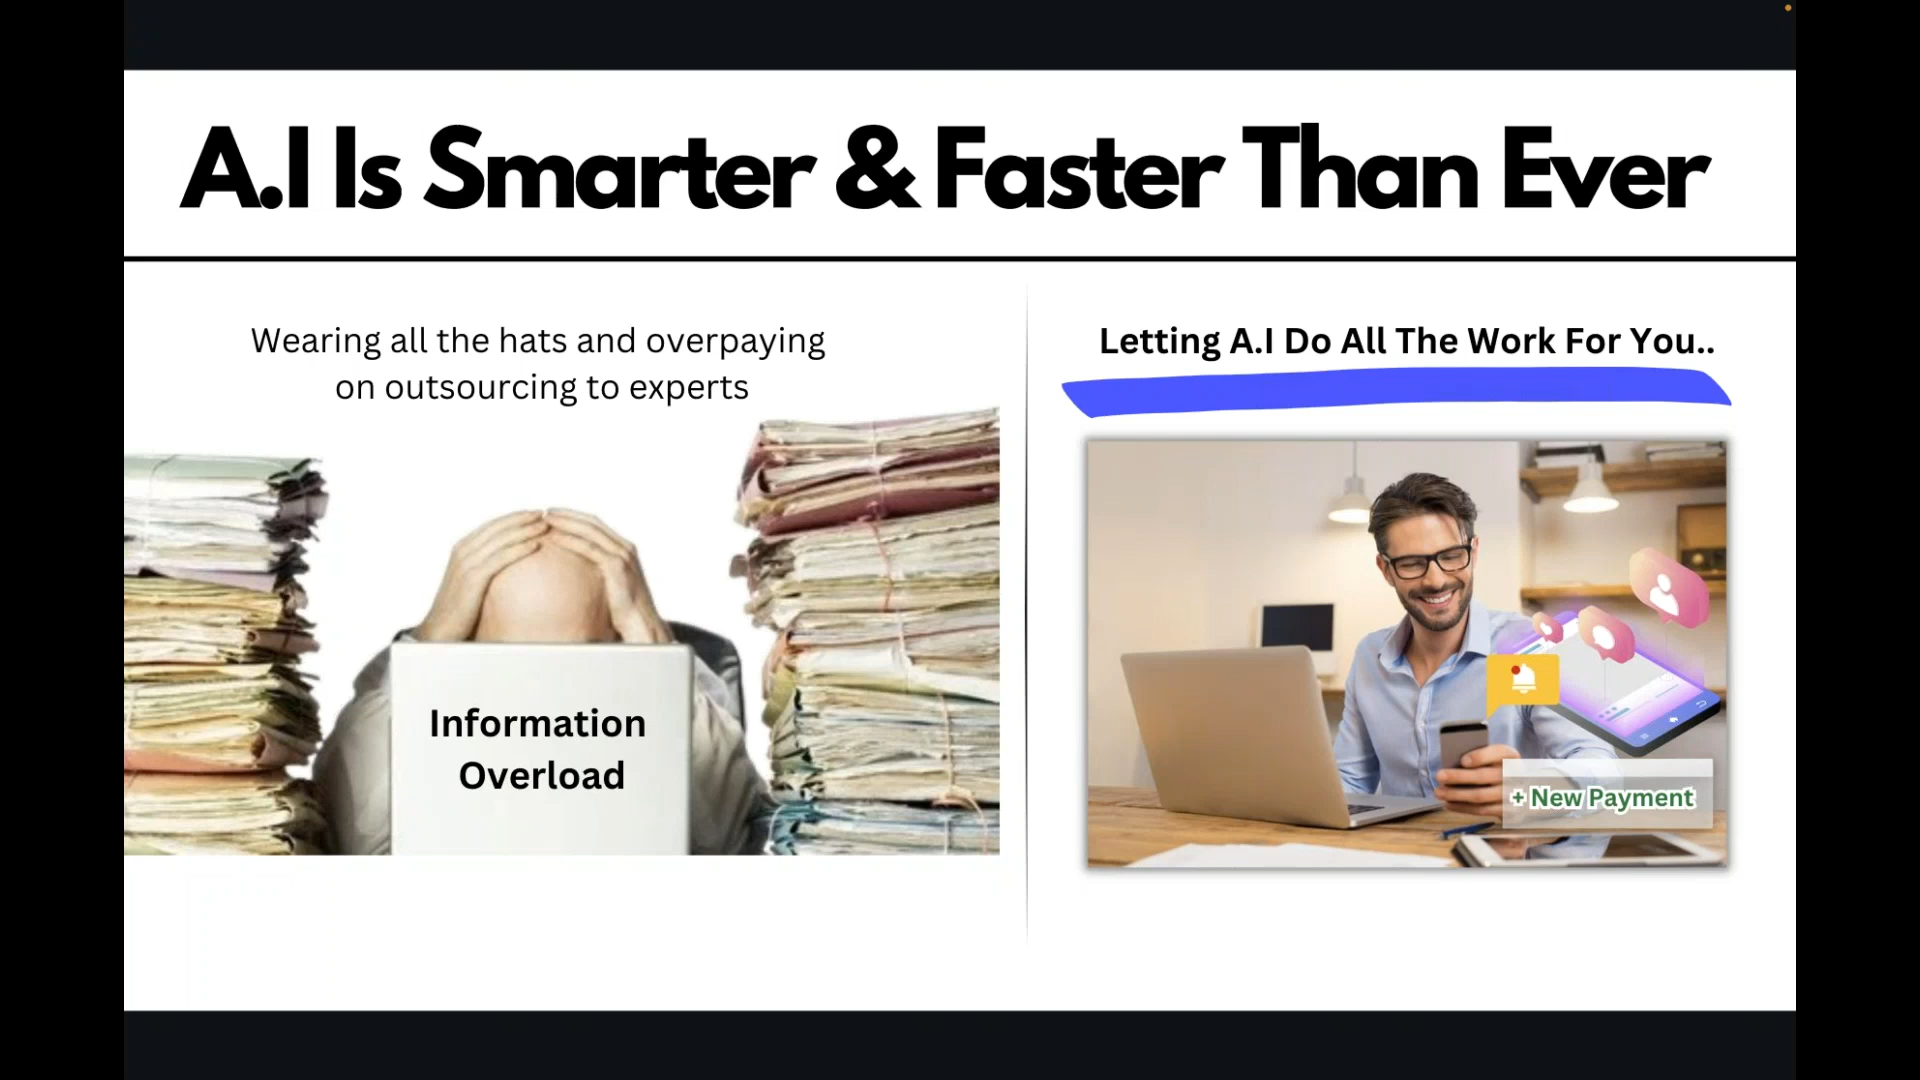 A.I Is Smarter & Faster Than Ever
Wearing all the hats and overpaying
on outsourcing to experts
Information
Overload
Letting A.I Do All The Work For You..
+ New Payment